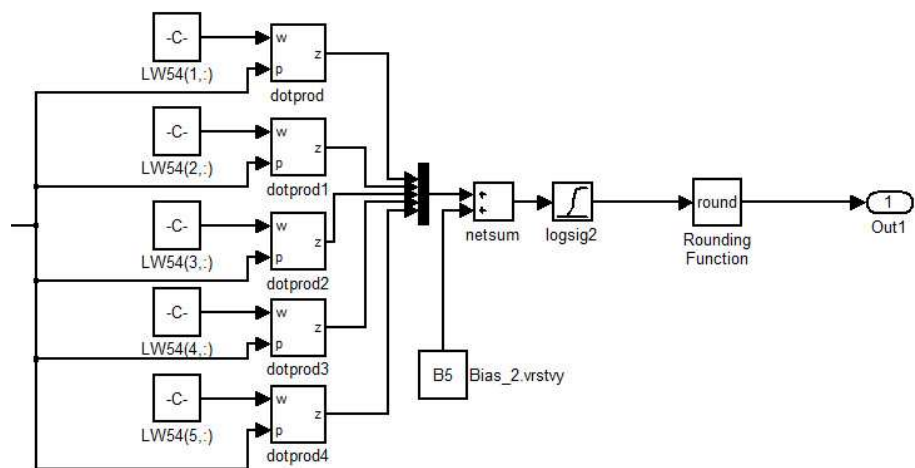 -C-
w
z
p
LW54(1,:)
dotprod
-C-
w
z
p
LW54(2,:)
dotprod1
-C-
w
z
p
LW54(3,:)
dotprod2
-C-
w
z
p
LW54(4,:)
dotprod3
-C-
w
z
p
LW54(5,:)
dotprod4
+
+
netsum
logsig2
round
Rounding
Function
1
Out1
B5
Bias_2.vrstvy